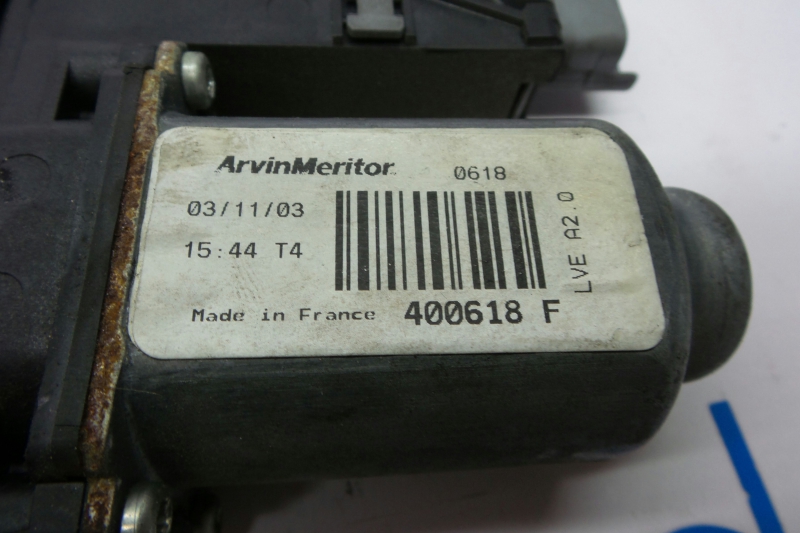 ArvinMeritor 0618
03/11/03
15:44 T4
Made in France 400618 F
LVE A2.0